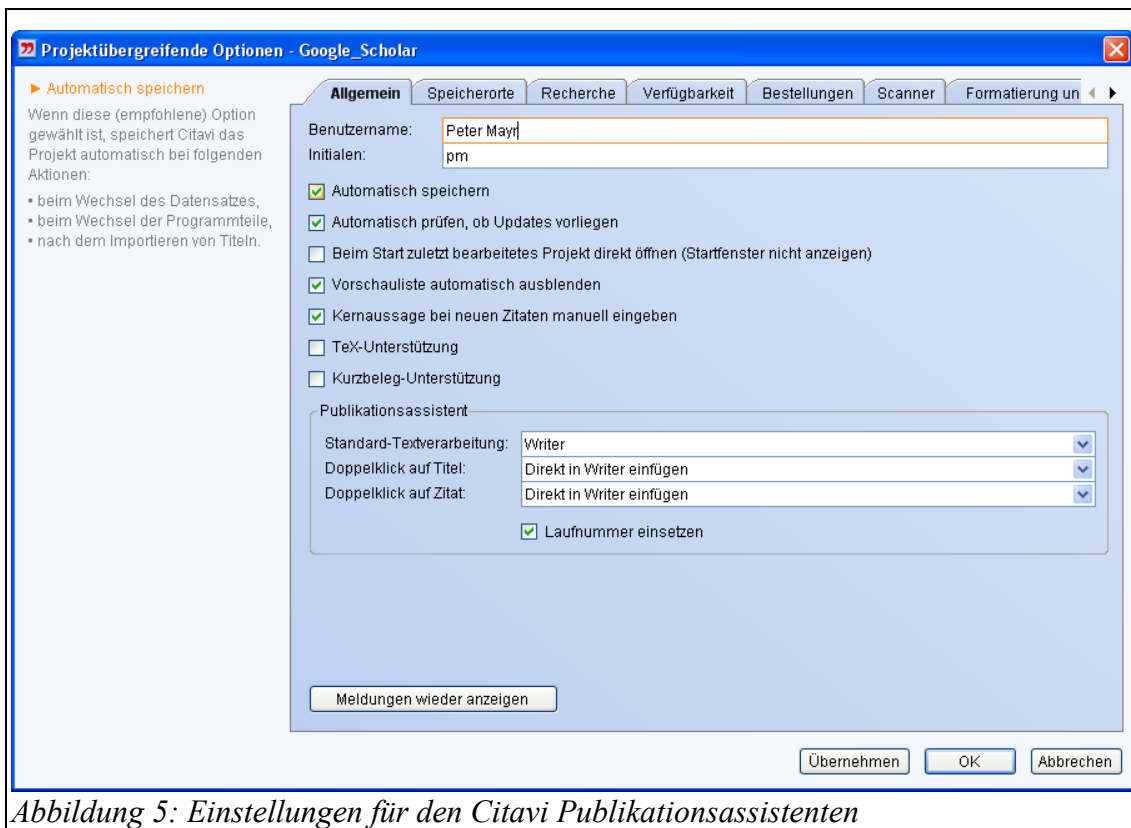 Projektübergreifende Optionen - Google_Scholar
Automatisch speichern
Wenn diese (empfohlene) Option
gewählt ist, speichert Citavi das
Projekt automatisch bei folgenden
Aktionen:
▪ beim Wechsel des Datensatzes,
▪ beim Wechsel der Programmteile,
▪ nach dem Importieren von Titeln.
Allgemein Speicherorte Recherche Verfügbarkeit Bestellungen Scanner Formatierung un
Benutzername: Peter Mayr
Initialen: pm
Automatisch speichern
Automatisch prüfen, ob Updates vorliegen
Beim Start zuletzt bearbeitetes Projekt direkt öffnen (Startfenster nicht anzeigen)
Vorschauliste automatisch ausblenden
Kernaussage bei neuen Zitaten manuell eingeben
TeX-Unterstützung
Kurzbeleg-Unterstützung
Publikationsassistent
Standard-Textverarbeitung: Writer
Doppelklick auf Titel: Direkt in Writer einfügen
Doppelklick auf Zitat: Direkt in Writer einfügen
Laufnummer einsetzen
Meldungen wieder anzeigen
Übernehmen OK Abbrechen
Abbildung 5: Einstellungen für den Citavi Publikationsassistenten